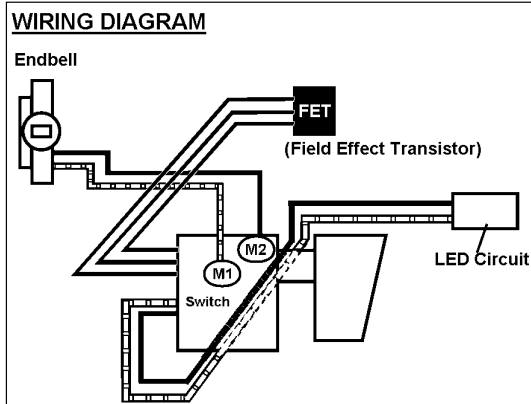 WIRING DIAGRAM
Endbell
FET
(Field Effect Transistor)
M2
M1
LED Circuit
Switch